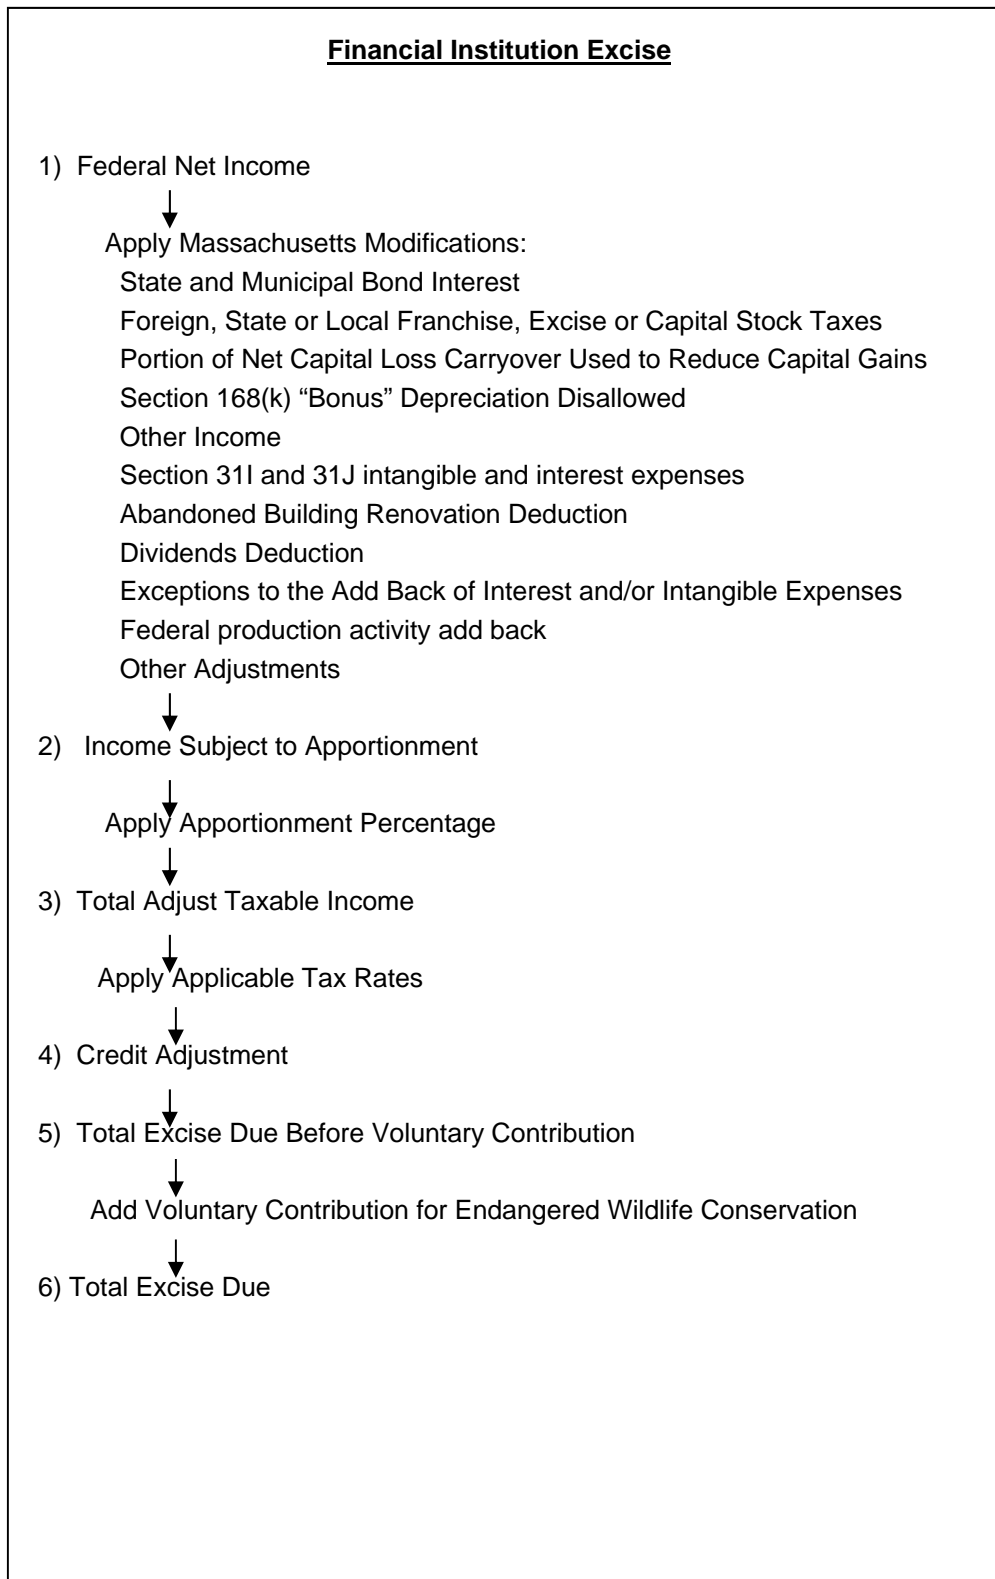 Financial Institution Excise
1) Federal Net Income
Apply Massachusetts Modifications:
State and Municipal Bond Interest
Foreign, State or Local Franchise, Excise or Capital Stock Taxes
Portion of Net Capital Loss Carryover Used to Reduce Capital Gains
Section 168(k) “Bonus” Depreciation Disallowed
Other Income
Section 31I and 31J intangible and interest expenses
Abandoned Building Renovation Deduction
Dividends Deduction
Exceptions to the Add Back of Interest and/or Intangible Expenses
Federal production activity add back
Other Adjustments
2) Income Subject to Apportionment
Apply Apportionment Percentage
3) Total Adjust Taxable Income
Apply Applicable Tax Rates
4) Credit Adjustment
5) Total Excise Due Before Voluntary Contribution
Add Voluntary Contribution for Endangered Wildlife Conservation
6) Total Excise Due